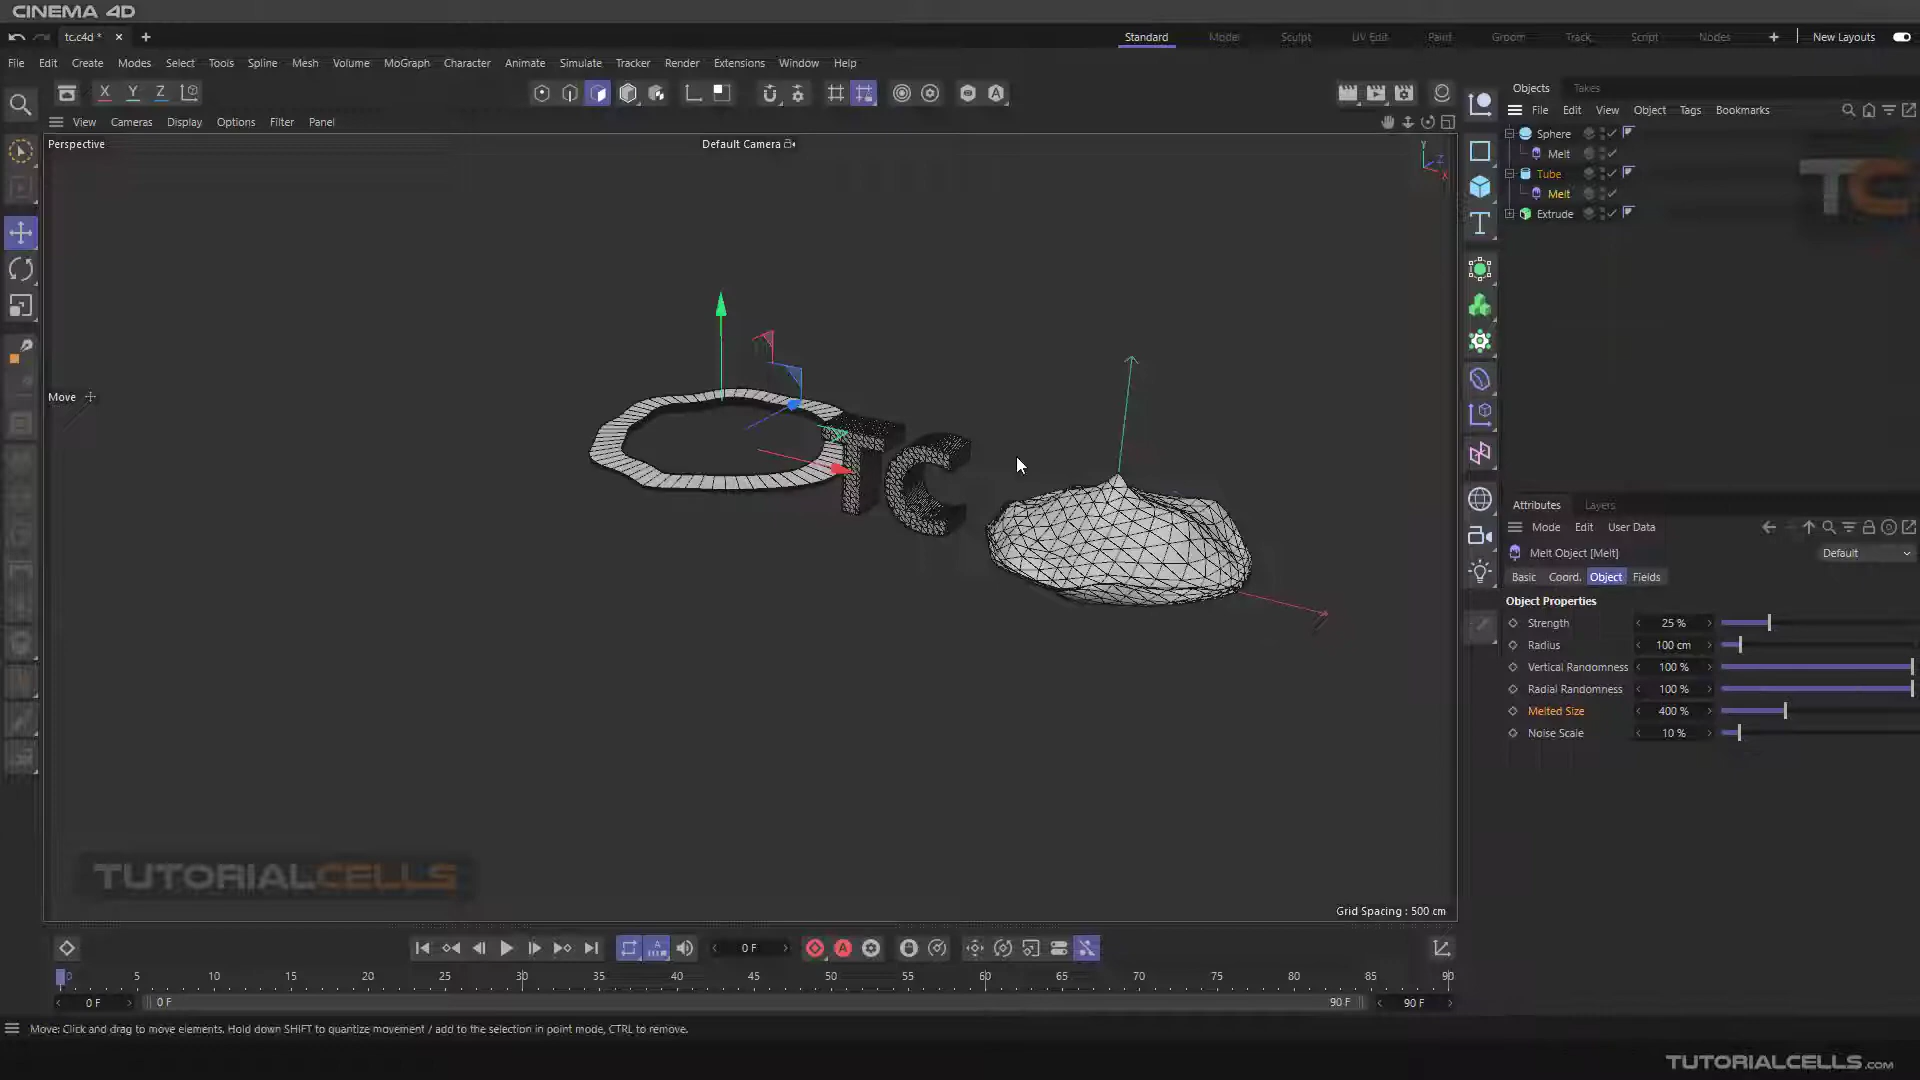 CINEMA 4D
tc.c4d *
Standard Model Sculpt UV Edit Paint Groom Track Script Nodes New Layouts
File Edit Create Modes Select Tools Spline Mesh Volume MoGraph Character Animate Simulate Tracker Render Extensions Window Help
X Y Z
Objects Takes
File Edit View Object Tags Bookmarks
View Cameras Display Options Filter Panel
Perspective
Default Camera
Sphere
Melt
Tube
Melt
Extrude
TC
Move
TC
Attributes Layers
Mode Edit User Data
Melt Object [Melt]
Default
Basic Coord. Object Fields
Object Properties
Strength 25 %
Radius 100 cm
Vertical Randomness 100 %
Radial Randomness 100 %
Melted Size 400 %
Noise Scale 10 %
TUTORIALCELLS
Grid Spacing : 500 cm
0 F
0 5 10 15 20 25 30 35 40 45 50 55 60 65 70 75 80 85 90
0 F 0 F 90 F 90 F
Move: Click and drag to move elements. Hold down SHIFT to quantize movement / add to the selection in point mode, CTRL to remove.
TUTORIALCELLS.COM